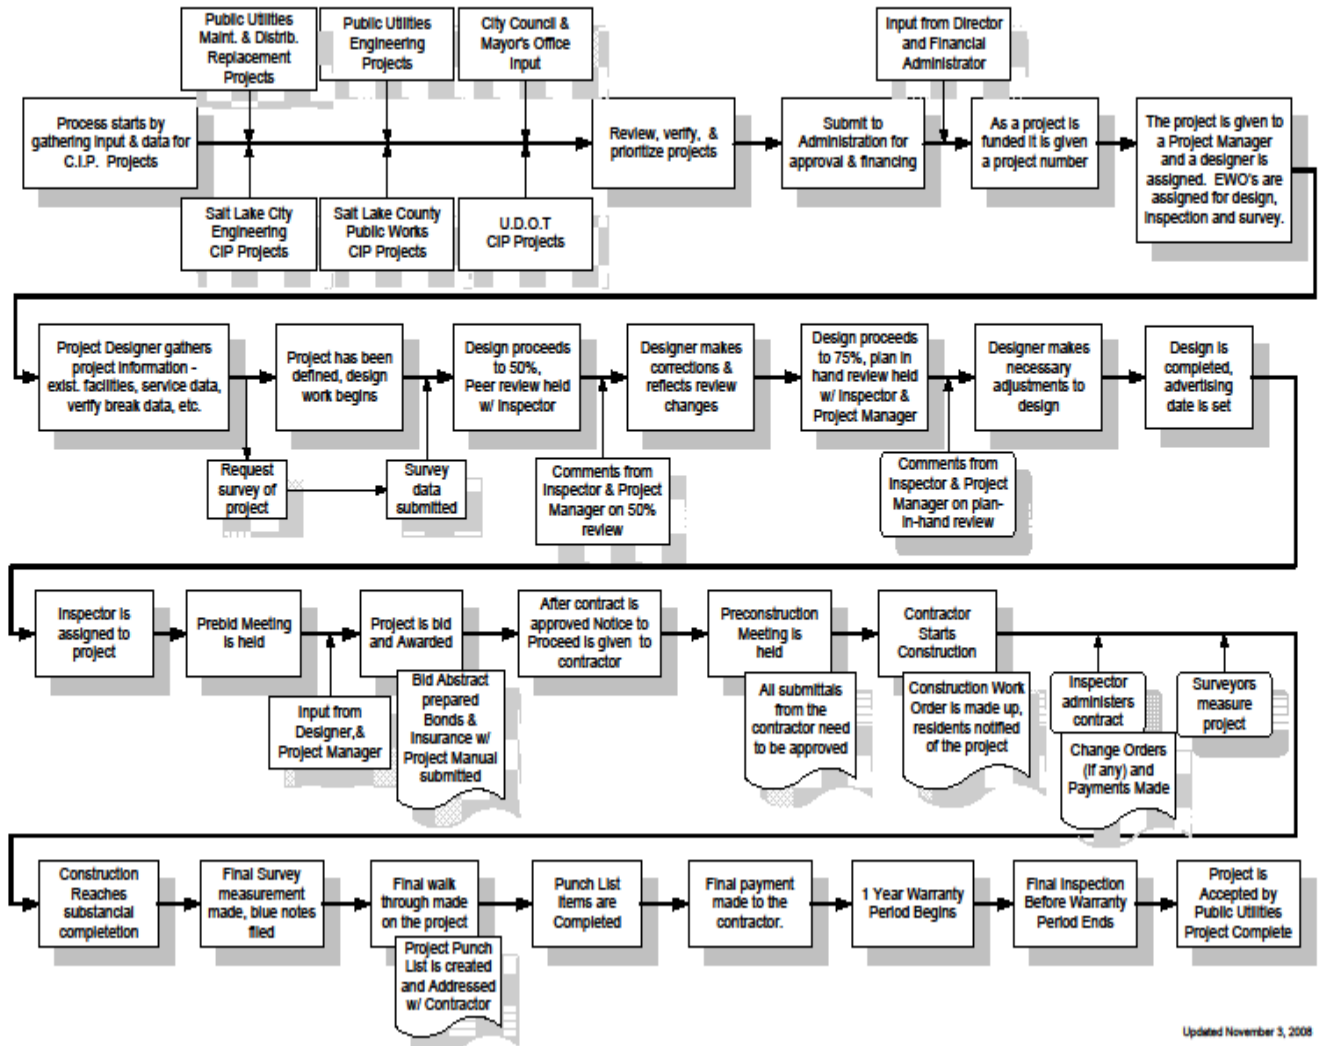 Public Utilities
Maint. & Distrib.
Replacement
Projects
Public Utilities
Engineering
Projects
City Council &
Mayor's Office
Input
Input from Director
and Financial
Administrator
Process starts by
gathering input & data for
C.I.P. Projects
Review, verify, &
prioritize projects
Submit to
Administration for
approval & financing
As a project is
funded it is given
a project number
The project is given to
a Project Manager
and a designer is
assigned. EWO's are
assigned for design,
inspection and survey.
Salt Lake City
Engineering
CIP Projects
Salt Lake County
Public Works
CIP Projects
U.D.O.T
CIP Projects
Project Designer gathers
project information -
exist. facilities, service data,
verify break data, etc.
Project has been
defined, design
work begins
Design proceeds
to 50%,
Peer review held
w/ Inspector
Designer makes
corrections &
reflects review
changes
Design proceeds
to 75%, plan in
hand review held
w/ Inspector &
Project Manager
Designer makes
necessary
adjustments to
design
Design is
completed,
advertising
date is set
Request
survey of
project
Survey
data
submitted
Comments from
Inspector & Project
Manager on 50%
review
Comments from
Inspector & Project
Manager on plan-
in-hand review
Inspector is
assigned to
project
Prebid Meeting
is held
Project is bid
and Awarded
After contract is
approved Notice to
Proceed is given to
contractor
Preconstruction
Meeting is
held
Contractor
Starts
Construction
Input from
Designer,&
Project Manager
Bid Abstract
prepared
Bonds &
Insurance w/
Project Manual
submitted
All submittals
from the
contractor need
to be approved
Construction Work
Order is made up,
residents notified
of the project
Inspector
administers
contract
Change Orders
(if any) and
Payments Made
Surveyors
measure
project
Construction
Reaches
substancial
completetion
Final Survey
measurement
made, blue notes
filed
Final walk
through made
on the project
Project Punch
List is created
and Addressed
w/ Contractor
Punch List
Items are
Completed
Final payment
made to the
contractor.
1 Year Warranty
Period Begins
Final Inspection
Before Warranty
Period Ends
Project is
Accepted by
Public Utilities
Project Complete
Updated November 3, 2008